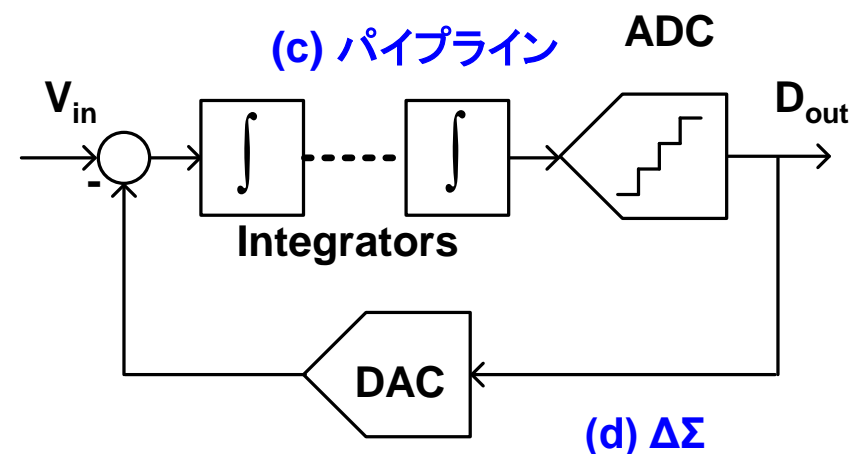 (c) パイプライン
ADC
Vin
Dout
-
∫
∫
Integrators
DAC
(d) ΔΣ